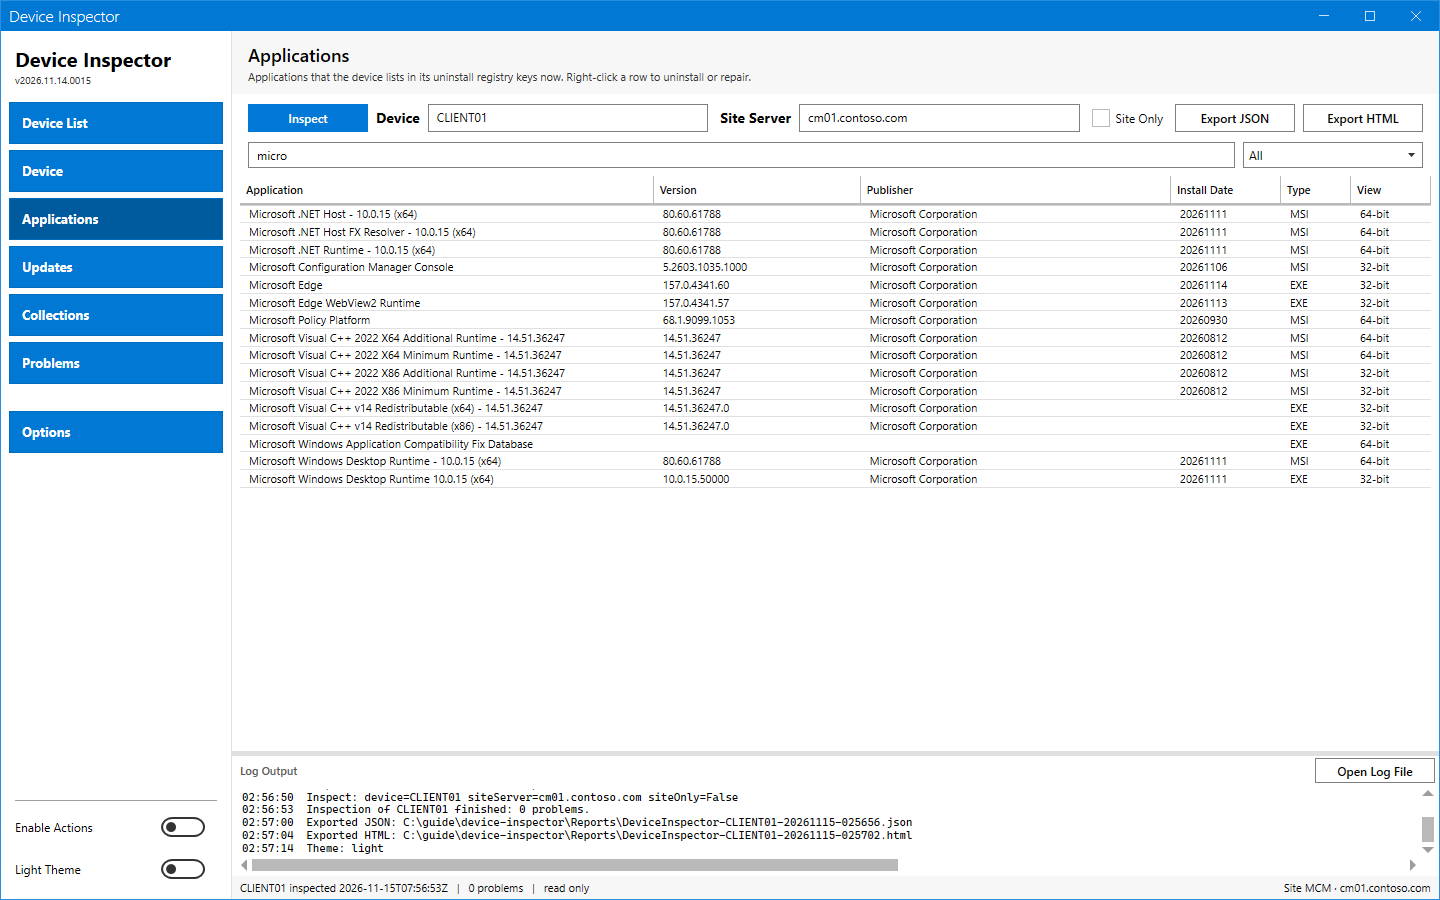 Device Inspector
Device Inspector
v2026.11.14.0015
Device List
Device
Applications
Updates
Collections
Problems
Options
Enable Actions
Light Theme
Applications
Applications that the device lists in its uninstall registry keys now. Right-click a row to uninstall or repair.
Inspect Device CLIENT01 Site Server cm01.contoso.com Site Only Export JSON Export HTML
micro All
Application Version Publisher Install Date Type View
Microsoft .NET Host - 10.0.15 (x64) 80.60.61788 Microsoft Corporation 20261111 MSI 64-bit
Microsoft .NET Host FX Resolver - 10.0.15 (x64) 80.60.61788 Microsoft Corporation 20261111 MSI 64-bit
Microsoft .NET Runtime - 10.0.15 (x64) 80.60.61788 Microsoft Corporation 20261111 MSI 64-bit
Microsoft Configuration Manager Console 5.2603.1035.1000 Microsoft Corporation 20261106 MSI 32-bit
Microsoft Edge 157.0.4341.60 Microsoft Corporation 20261114 EXE 32-bit
Microsoft Edge WebView2 Runtime 157.0.4341.57 Microsoft Corporation 20261113 EXE 32-bit
Microsoft Policy Platform 68.1.9099.1053 Microsoft Corporation 20260930 MSI 64-bit
Microsoft Visual C++ 2022 X64 Additional Runtime - 14.51.36247 14.51.36247 Microsoft Corporation 20260812 MSI 64-bit
Microsoft Visual C++ 2022 X64 Minimum Runtime - 14.51.36247 14.51.36247 Microsoft Corporation 20260812 MSI 64-bit
Microsoft Visual C++ 2022 X86 Additional Runtime - 14.51.36247 14.51.36247 Microsoft Corporation 20260812 MSI 32-bit
Microsoft Visual C++ 2022 X86 Minimum Runtime - 14.51.36247 14.51.36247 Microsoft Corporation 20260812 MSI 32-bit
Microsoft Visual C++ v14 Redistributable (x64) - 14.51.36247 14.51.36247.0 Microsoft Corporation EXE 32-bit
Microsoft Visual C++ v14 Redistributable (x86) - 14.51.36247 14.51.36247.0 Microsoft Corporation EXE 32-bit
Microsoft Windows Application Compatibility Fix Database EXE 64-bit
Microsoft Windows Desktop Runtime - 10.0.15 (x64) 80.60.61788 Microsoft Corporation 20261111 MSI 64-bit
Microsoft Windows Desktop Runtime 10.0.15 (x64) 10.0.15.50000 Microsoft Corporation 20261111 EXE 32-bit
Log Output Open Log File
02:56:50 Inspect: device=CLIENT01 siteServer=cm01.contoso.com siteOnly=False
02:56:53 Inspection of CLIENT01 finished: 0 problems.
02:57:00 Exported JSON: C:\guide\device-inspector\Reports\DeviceInspector-CLIENT01-20261115-025656.json
02:57:04 Exported HTML: C:\guide\device-inspector\Reports\DeviceInspector-CLIENT01-20261115-025702.html
02:57:14 Theme: light
CLIENT01 inspected 2026-11-15T07:56:53Z | 0 problems | read only Site MCM · cm01.contoso.com